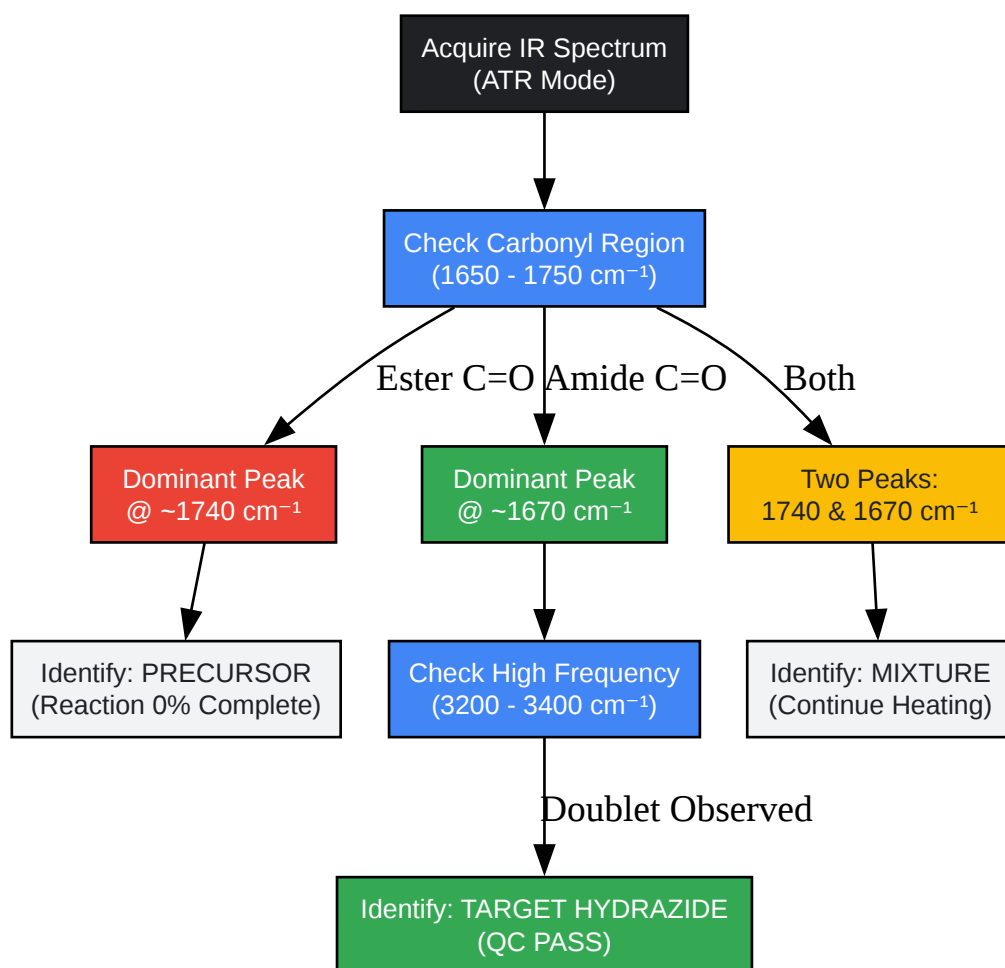 Acquire IR Spectrum
(ATR Mode)
Check Carbonyl Region
(1650 - 1750 cm⁻¹)
Ester C=O
Amide C=O
Both
Dominant Peak
@ ~1740 cm⁻¹
Dominant Peak
@ ~1670 cm⁻¹
Two Peaks:
1740 & 1670 cm⁻¹
Identify: PRECURSOR
(Reaction 0% Complete)
Check High Frequency
(3200 - 3400 cm⁻¹)
Identify: MIXTURE
(Continue Heating)
Doublet Observed
Identify: TARGET HYDRAZIDE
(QC PASS)